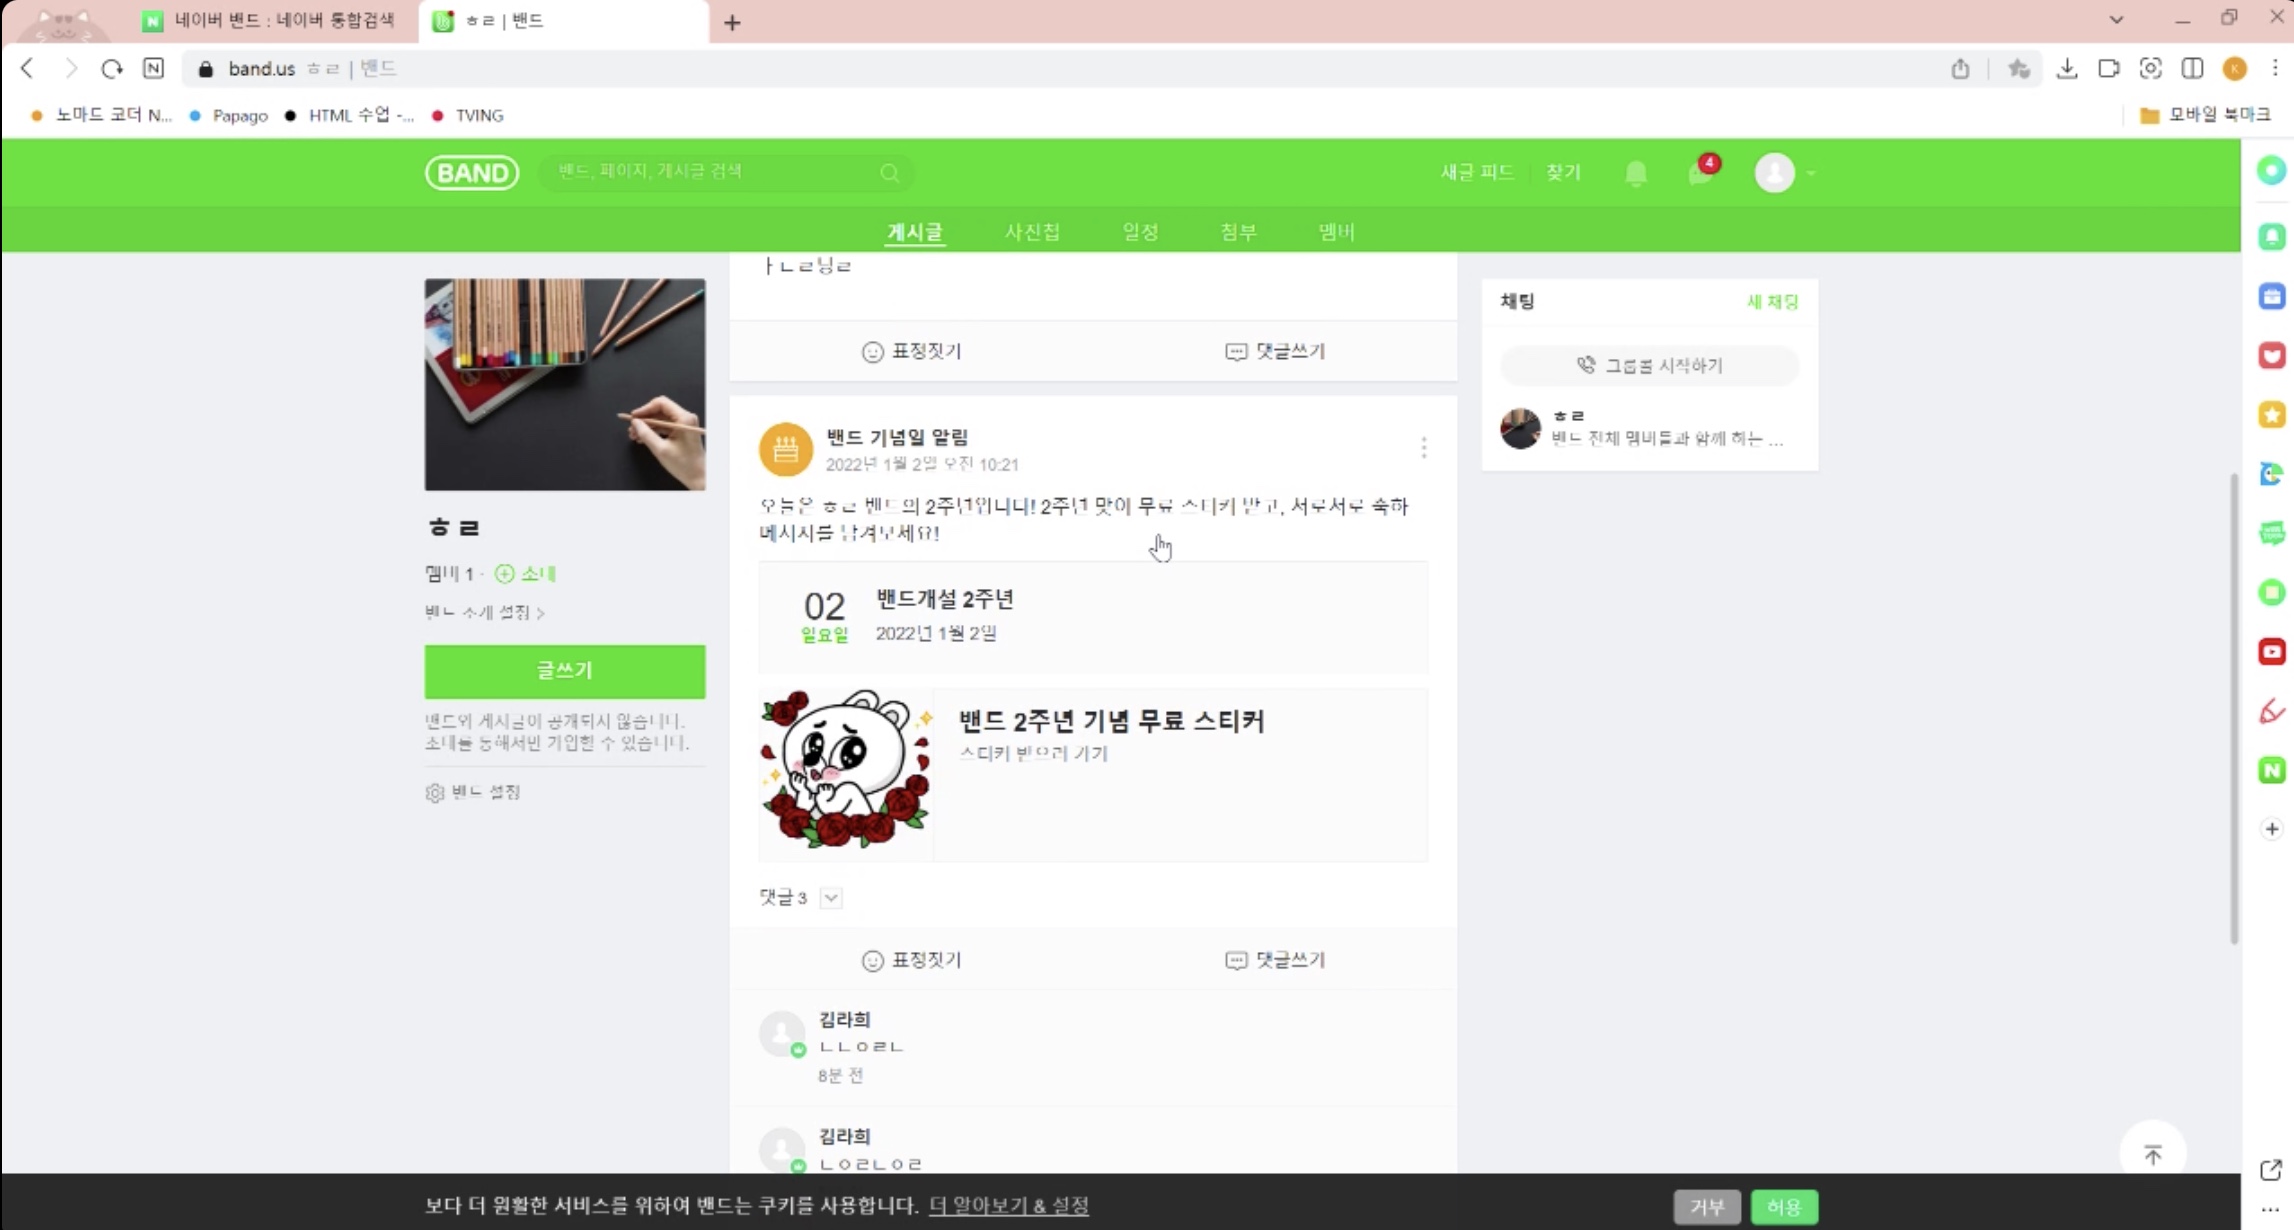 네이버 밴드 : 네이버 통합검색
ㅎㄹ | 밴드
band.us ㅎㄹ | 밴드
노마드 코더 N...
Papago
HTML 수업 -...
TVING
모바일 북마크
BAND
밴드, 페이지, 게시글 검색
새글 피드
찾기
4
게시글
사진첩
일정
첨부
멤버
ㅎㄹ
멤버 1 · 초대
밴드 소개 설정 >
글쓰기
밴드와 게시글이 공개되지 않습니다.
초대를 통해서만 가입할 수 있습니다.
밴드 설정
ㅏㄴㄹ닝ㄹ
표정짓기
댓글쓰기
밴드 기념일 알림
2022년 1월 2일 오전 10:21
오늘은 ㅎㄹ 밴드의 2주년입니다! 2주년 맞이 무료 스티커 받고, 서로서로 축하
메시지를 남겨보세요!
02
일요일
밴드개설 2주년
2022년 1월 2일
밴드 2주년 기념 무료 스티커
스티커 받으러 가기
댓글 3
표정짓기
댓글쓰기
김라희
ㄴㄴㅇㄹㄴ
8분 전
김라희
ㄴㅇㄹㄴㅇㄹ
채팅
새 채팅
그룹콜 시작하기
ㅎㄹ
밴드 전체 멤버들과 함께 하는 ...
보다 더 원활한 서비스를 위하여 밴드는 쿠키를 사용합니다. 더 알아보기 & 설정
거부
허용